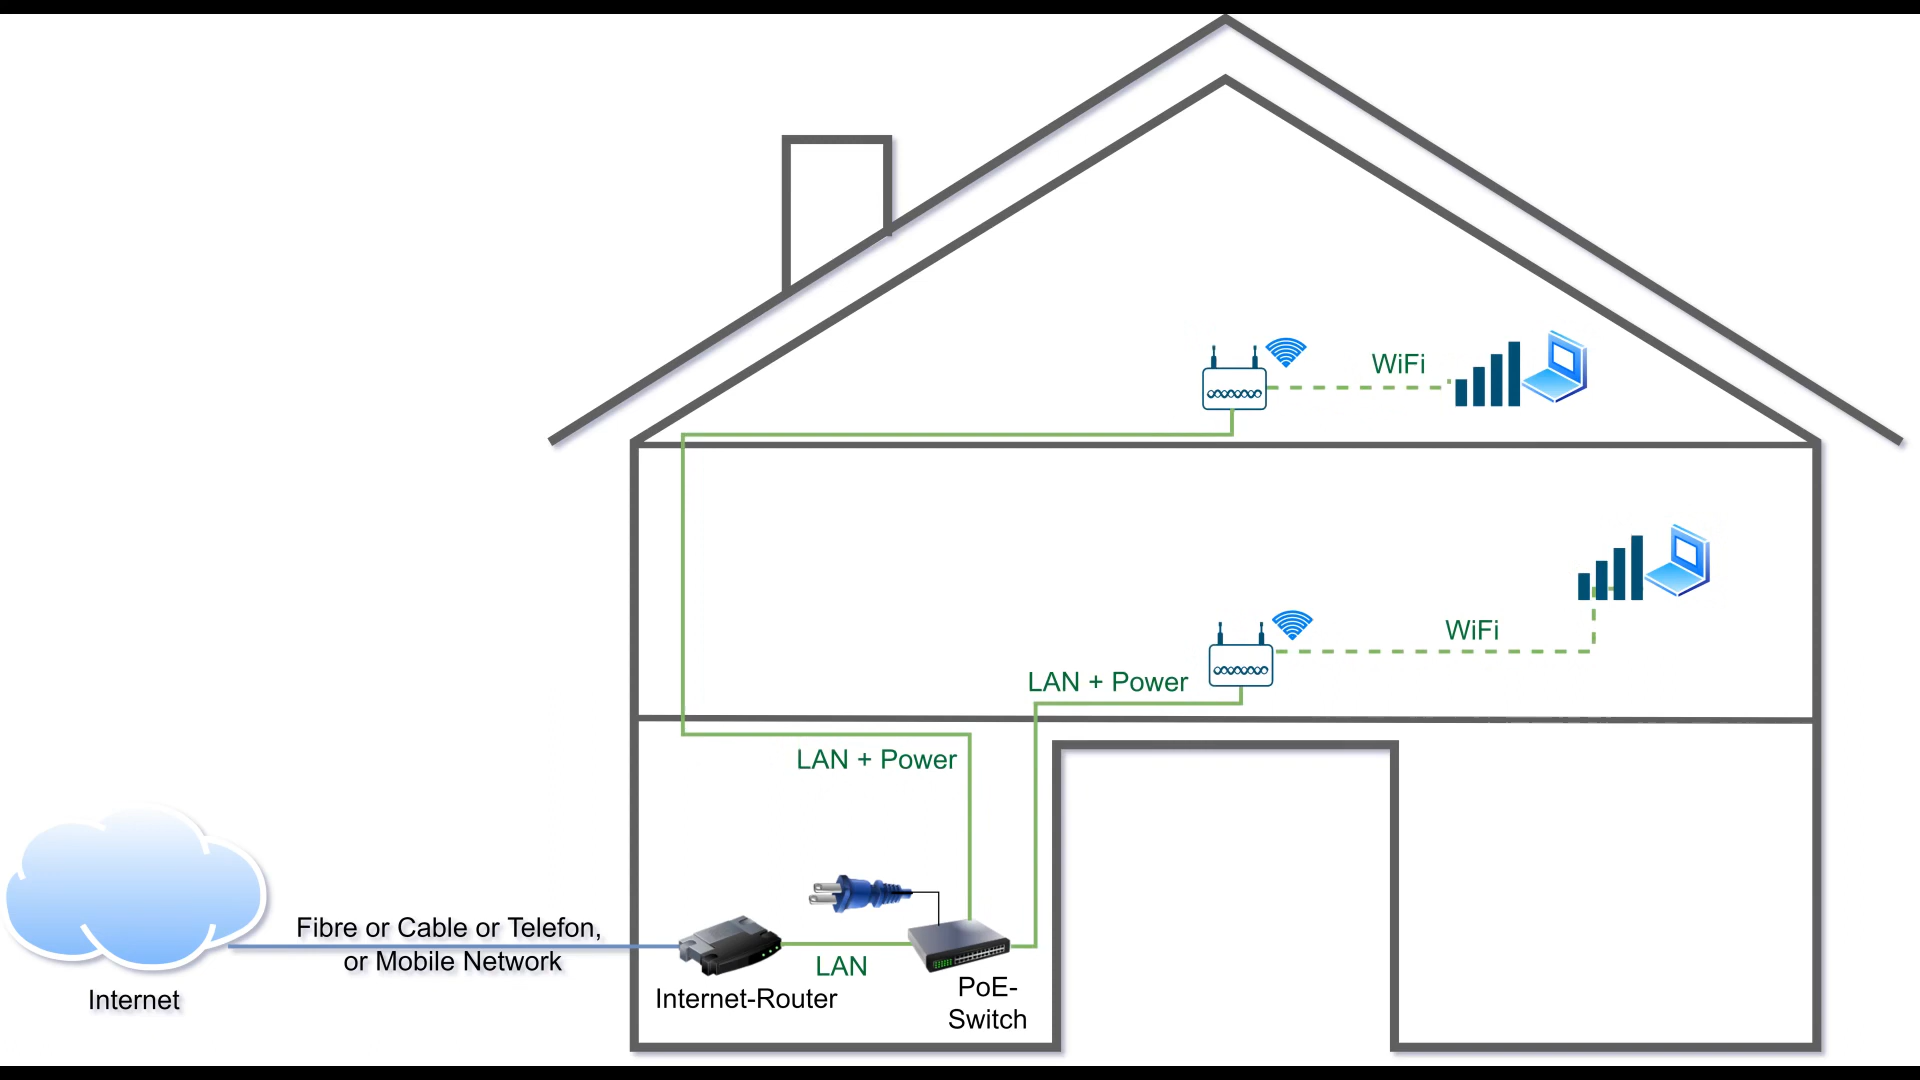 WiFi
WiFi
LAN + Power
LAN + Power
Fibre or Cable or Telefon,
or Mobile Network
Internet
LAN
Internet-Router
PoE-
Switch